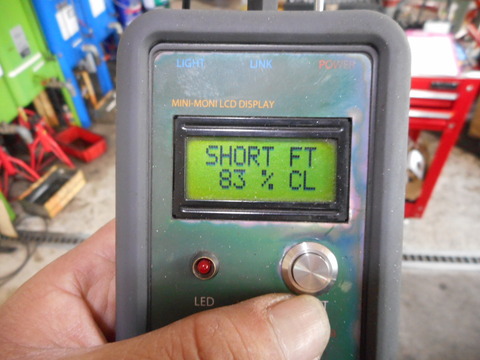 LIGHT LINK POWER
MINI-MONI LCD DISPLAY
SHORT FT
83 % CL
LED